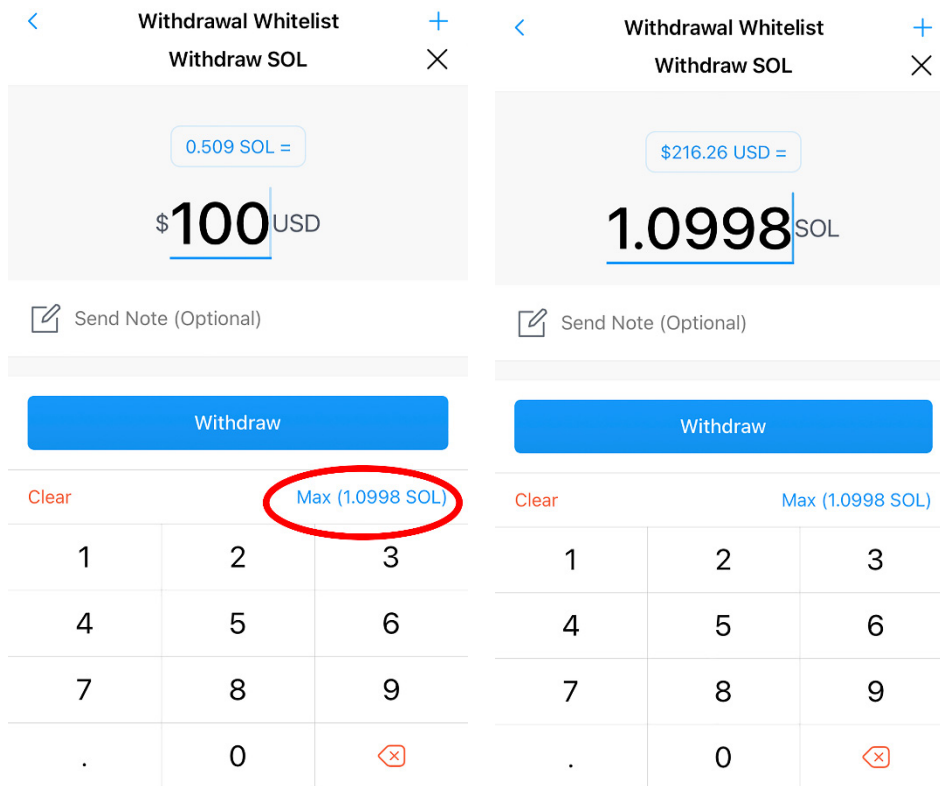 Withdrawal Whitelist
Withdraw SOL
0.509 SOL =
$100USD
Send Note (Optional)
Withdraw
Clear
Max (1.0998 SOL)
1 2 3
4 5 6
7 8 9
. 0
Withdrawal Whitelist
Withdraw SOL
$216.26 USD =
1.0998SOL
Send Note (Optional)
Withdraw
Clear
Max (1.0998 SOL)
1 2 3
4 5 6
7 8 9
. 0